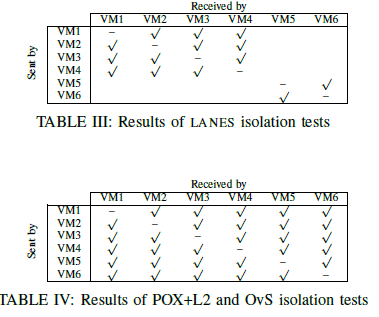 Received by
VM1 VM2 VM3 VM4 VM5 VM6
Sent by
VM1 – ✓ ✓ ✓
VM2 ✓ – ✓ ✓
VM3 ✓ ✓ – ✓
VM4 ✓ ✓ ✓ –
VM5 – ✓
VM6 ✓ –
TABLE III: Results of LANES isolation tests
Received by
VM1 VM2 VM3 VM4 VM5 VM6
Sent by
VM1 – ✓ ✓ ✓ ✓ ✓
VM2 ✓ – ✓ ✓ ✓ ✓
VM3 ✓ ✓ – ✓ ✓ ✓
VM4 ✓ ✓ ✓ – ✓ ✓
VM5 ✓ ✓ ✓ ✓ – ✓
VM6 ✓ ✓ ✓ ✓ ✓ –
TABLE IV: Results of POX+L2 and OvS isolation tests